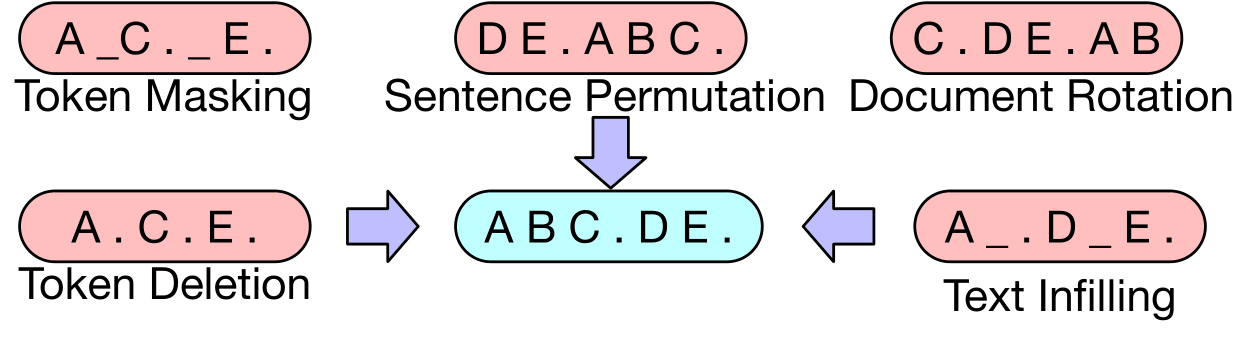 A _C . _ E .
D E . A B C .
C . D E . A B
Token Masking
Sentence Permutation
Document Rotation
A . C . E .
A B C . D E .
A _ . D _ E .
Token Deletion
Text Infilling